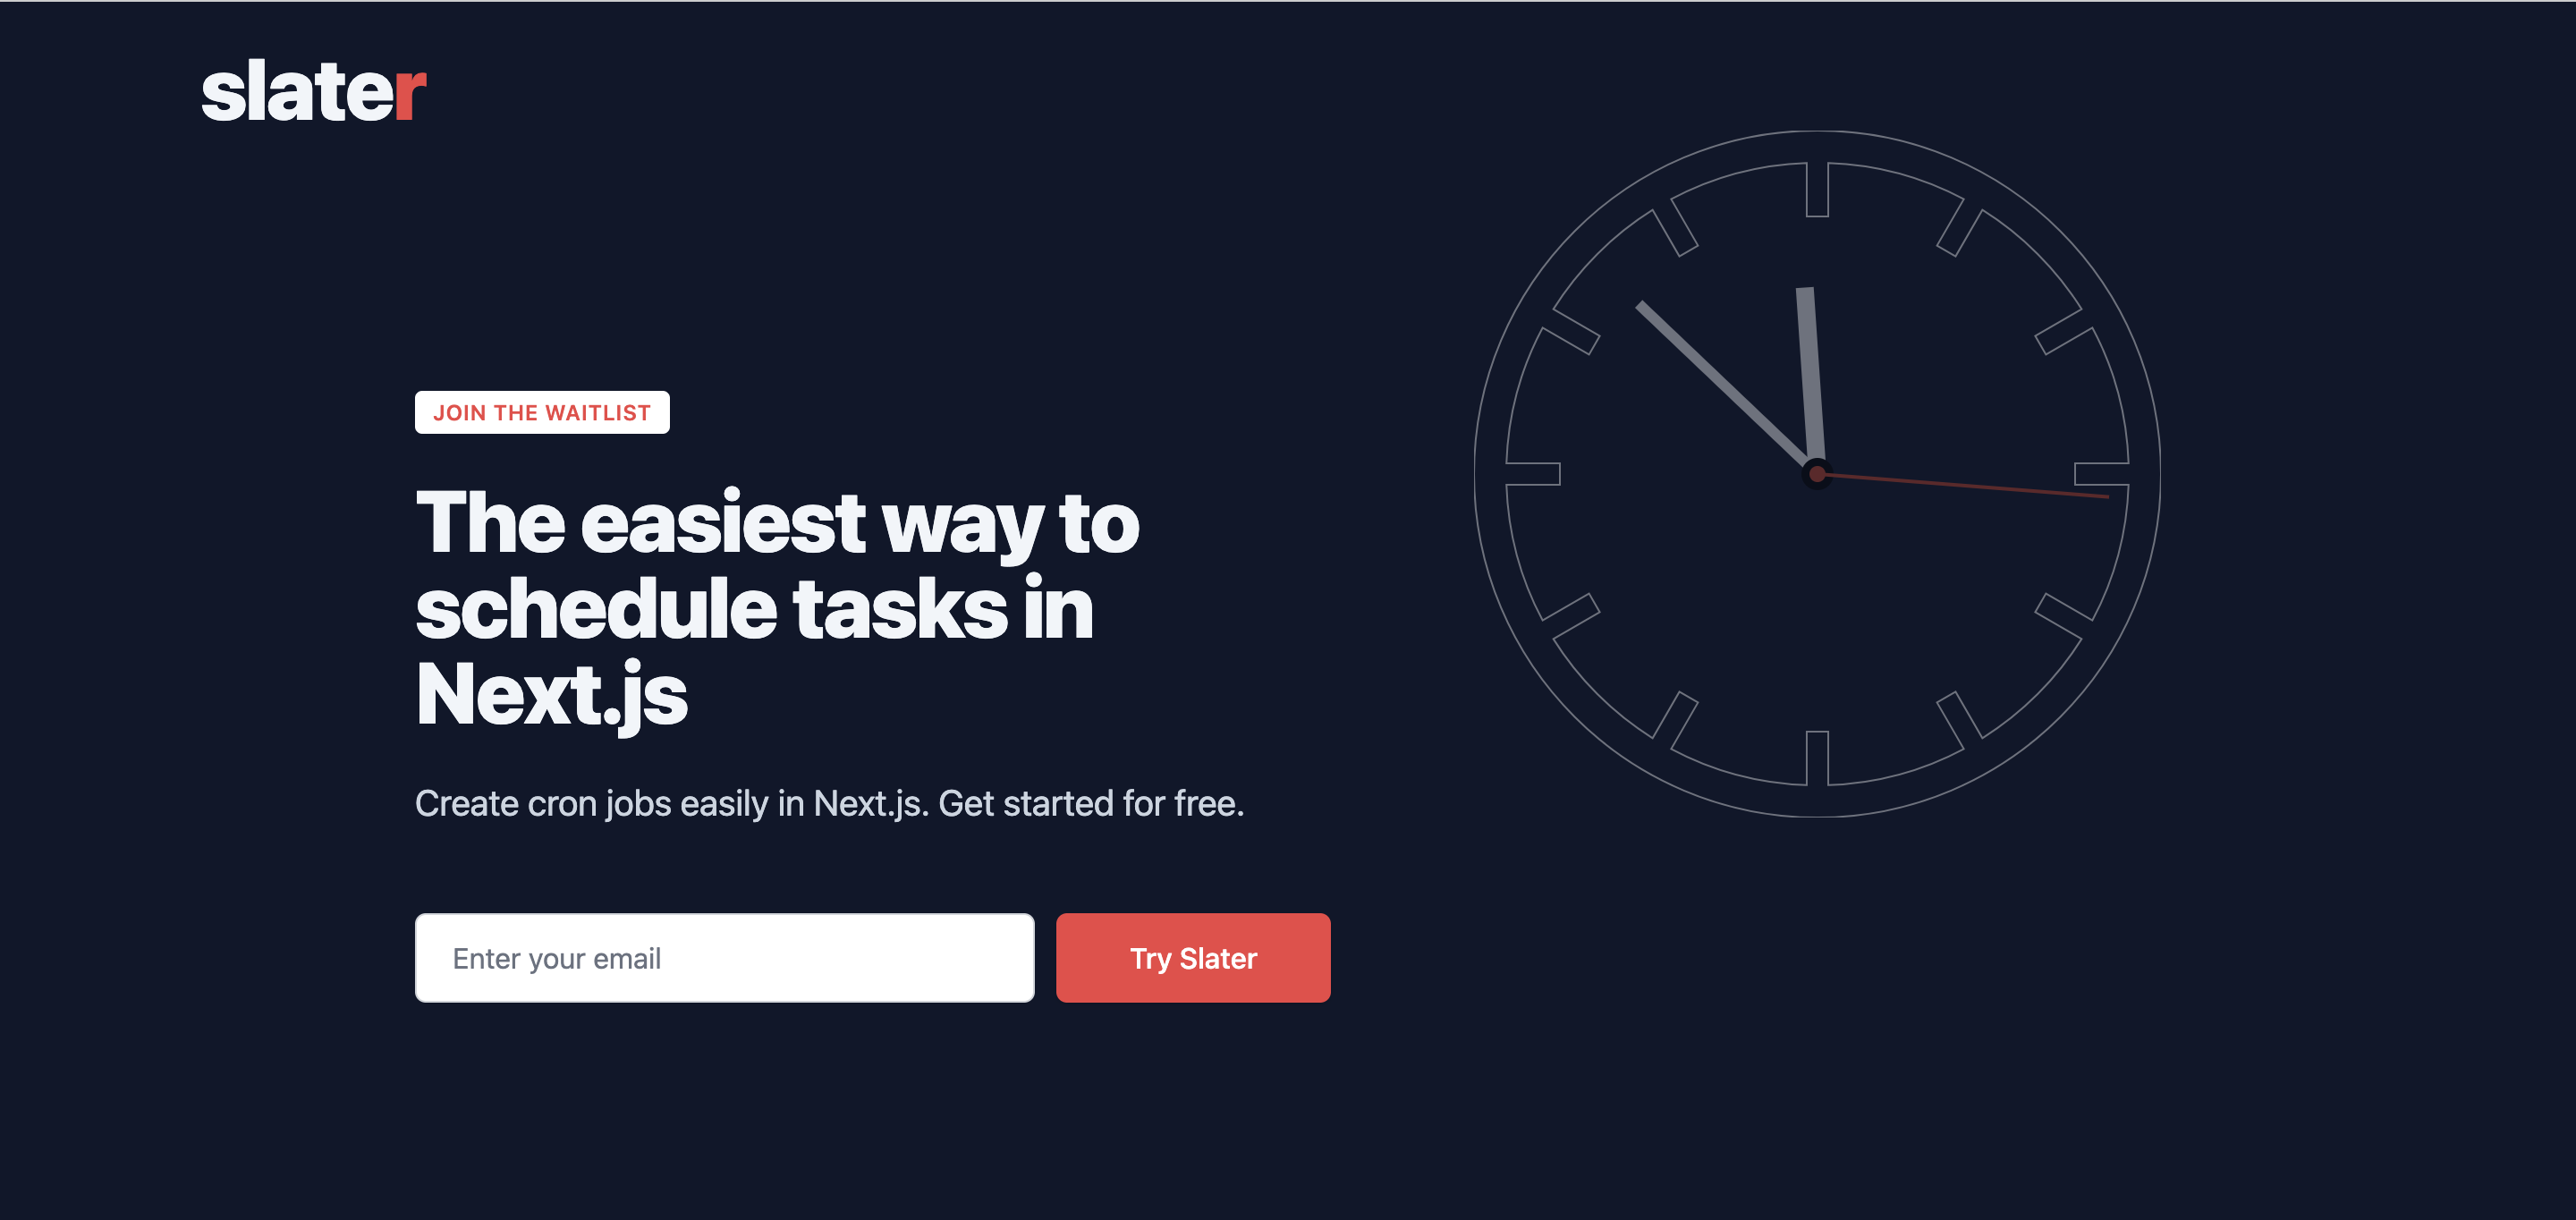 slater
JOIN THE WAITLIST
The easiest way to
schedule tasks in
Next.js
Create cron jobs easily in Next.js. Get started for free.
Enter your email
Try Slater